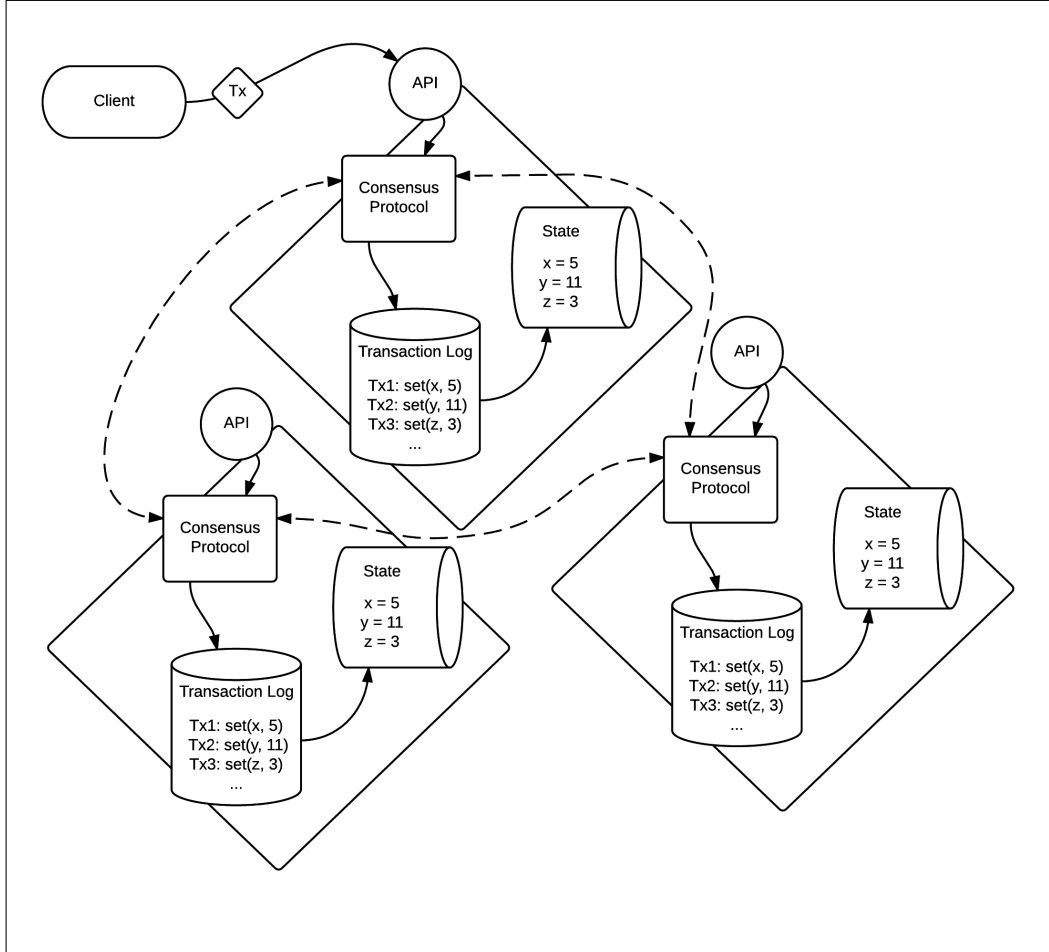 Client
Tx
API
Consensus
Protocol
State
x = 5
y = 11
z = 3
Transaction Log
Tx1: set(x, 5)
Tx2: set(y, 11)
Tx3: set(z, 3)
...
API
Consensus
Protocol
State
x = 5
y = 11
z = 3
Transaction Log
Tx1: set(x, 5)
Tx2: set(y, 11)
Tx3: set(z, 3)
...
API
Consensus
Protocol
State
x = 5
y = 11
z = 3
Transaction Log
Tx1: set(x, 5)
Tx2: set(y, 11)
Tx3: set(z, 3)
...